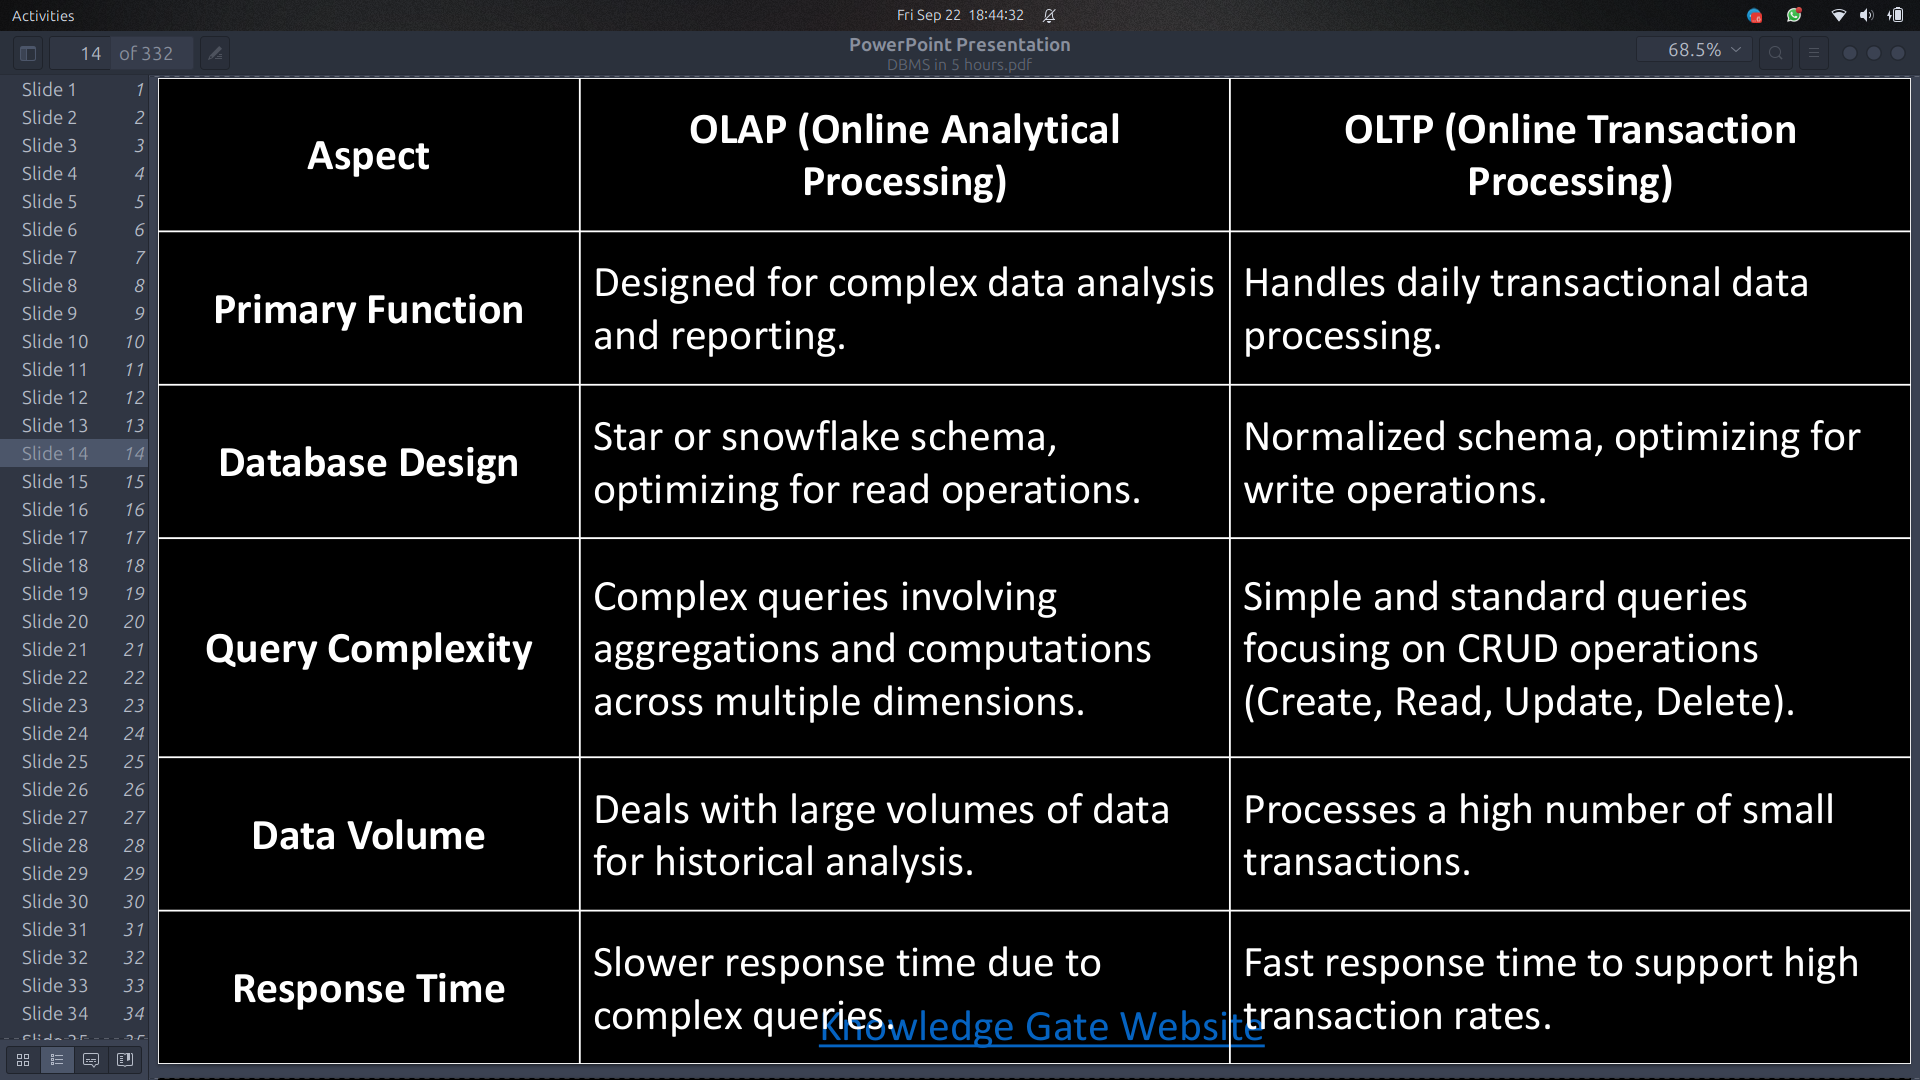 Activities
Fri Sep 22 18:44:32
14 of 332
PowerPoint Presentation
DBMS in 5 hours.pdf
68.5%
Slide 1 1
Slide 2 2
Slide 3 3
Slide 4 4
Slide 5 5
Slide 6 6
Slide 7 7
Slide 8 8
Slide 9 9
Slide 10 10
Slide 11 11
Slide 12 12
Slide 13 13
Slide 14 14
Slide 15 15
Slide 16 16
Slide 17 17
Slide 18 18
Slide 19 19
Slide 20 20
Slide 21 21
Slide 22 22
Slide 23 23
Slide 24 24
Slide 25 25
Slide 26 26
Slide 27 27
Slide 28 28
Slide 29 29
Slide 30 30
Slide 31 31
Slide 32 32
Slide 33 33
Slide 34 34
Slide 35 35
Aspect
OLAP (Online Analytical
Processing)
OLTP (Online Transaction
Processing)
Primary Function
Designed for complex data analysis
and reporting.
Handles daily transactional data
processing.
Database Design
Star or snowflake schema,
optimizing for read operations.
Normalized schema, optimizing for
write operations.
Query Complexity
Complex queries involving
aggregations and computations
across multiple dimensions.
Simple and standard queries
focusing on CRUD operations
(Create, Read, Update, Delete).
Data Volume
Deals with large volumes of data
for historical analysis.
Processes a high number of small
transactions.
Response Time
Slower response time due to
complex queries.
Fast response time to support high
transaction rates.
Knowledge Gate Website